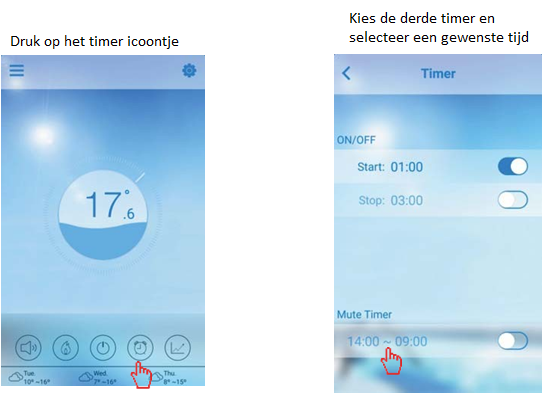 Druk op het timer icoontje
17°.6
Tue. Wed. Thu.
10° ~16° 7° ~16° 8° ~15°
Kies de derde timer en
selecteer een gewenste tijd
Timer
ON/OFF
Start: 01:00
Stop: 03:00
Mute Timer
14:00 ~ 09:00